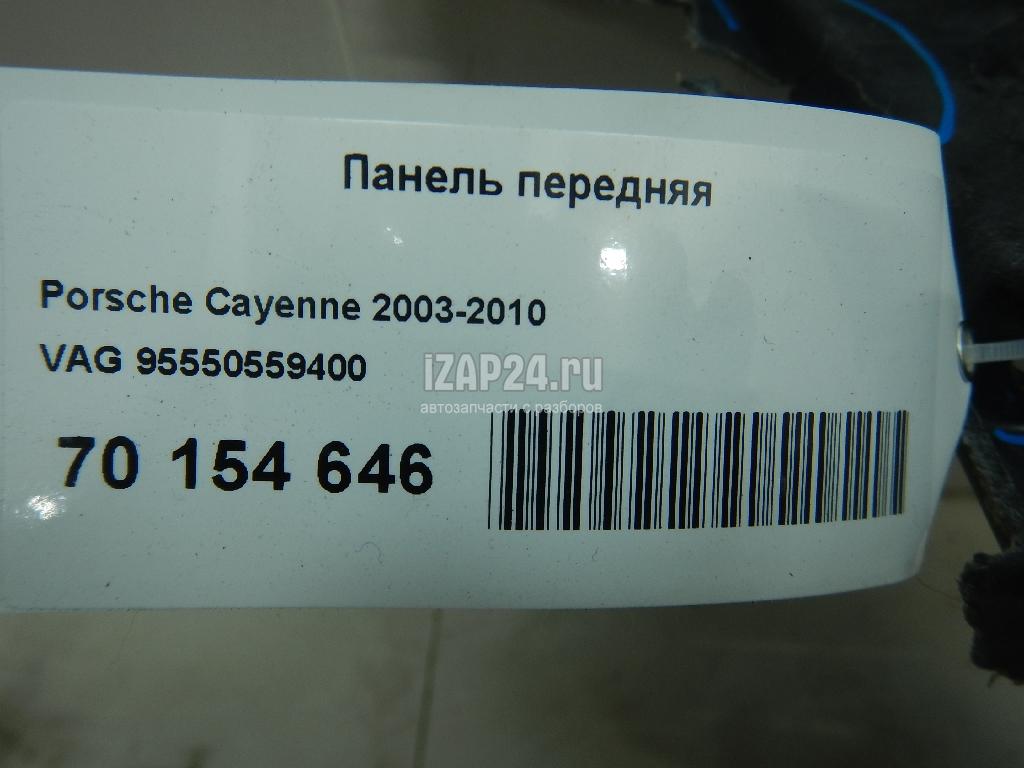 Панель передняя
Porsche Cayenne 2003-2010
VAG 95550559400
iZAP24.ru
автозапчасти с разборов
70 154 646